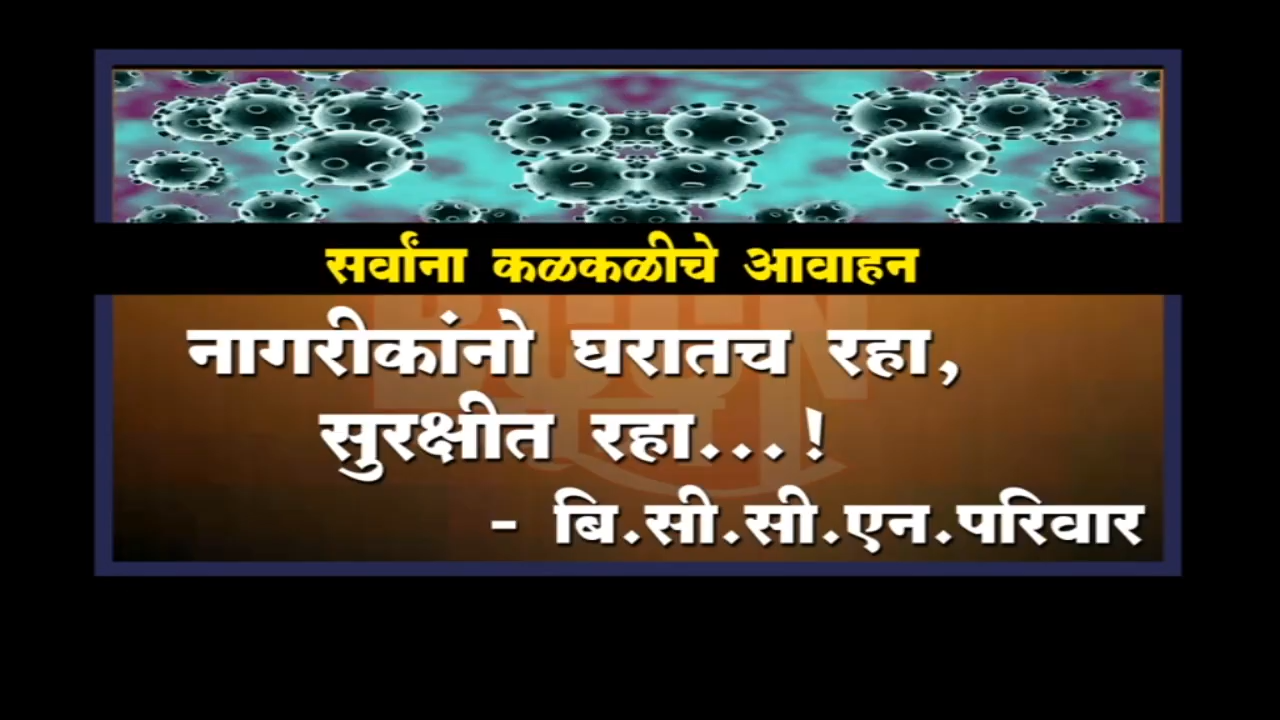 सर्वांना कळकळीचे आवाहन
नागरीकांनो घरातच रहा,
सुरक्षीत रहा...!
- बि.सी.सी.एन.परिवार